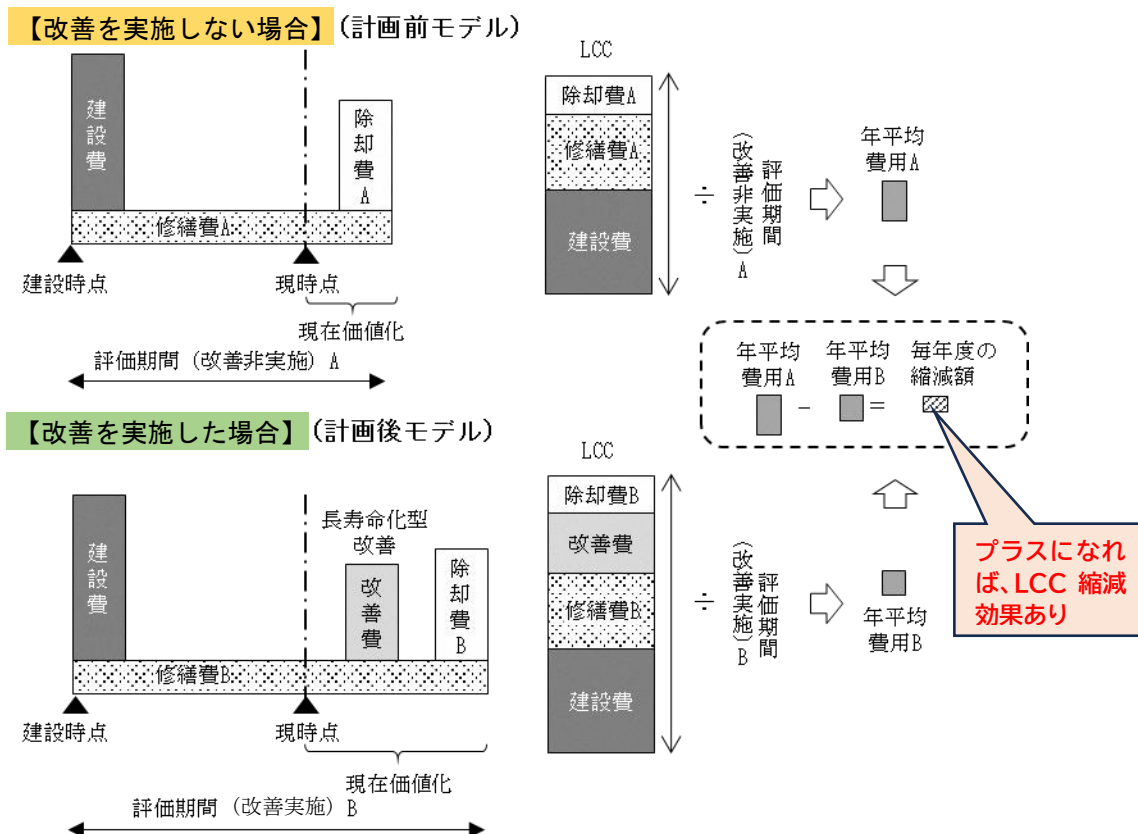 【改善を実施しない場合】(計画前モデル)
建設費
除却費A
修繕費A
建設時点
現時点
現在価値化
評価期間 (改善非実施) A
LCC
除却費A
修繕費A
建設費
÷
評価期間
(改善非実施)A
年平均
費用A
年平均
費用A
年平均
費用B
毎年度の
縮減額
-
=
【改善を実施した場合】(計画後モデル)
建設費
長寿命化型
改善
改善費
除却費B
修繕費B
建設時点
現時点
現在価値化
評価期間 (改善実施) B
LCC
除却費B
改善費
修繕費B
建設費
÷
評価期間
(改善実施)B
年平均
費用B
プラスになれ
ば、LCC 縮減
効果あり